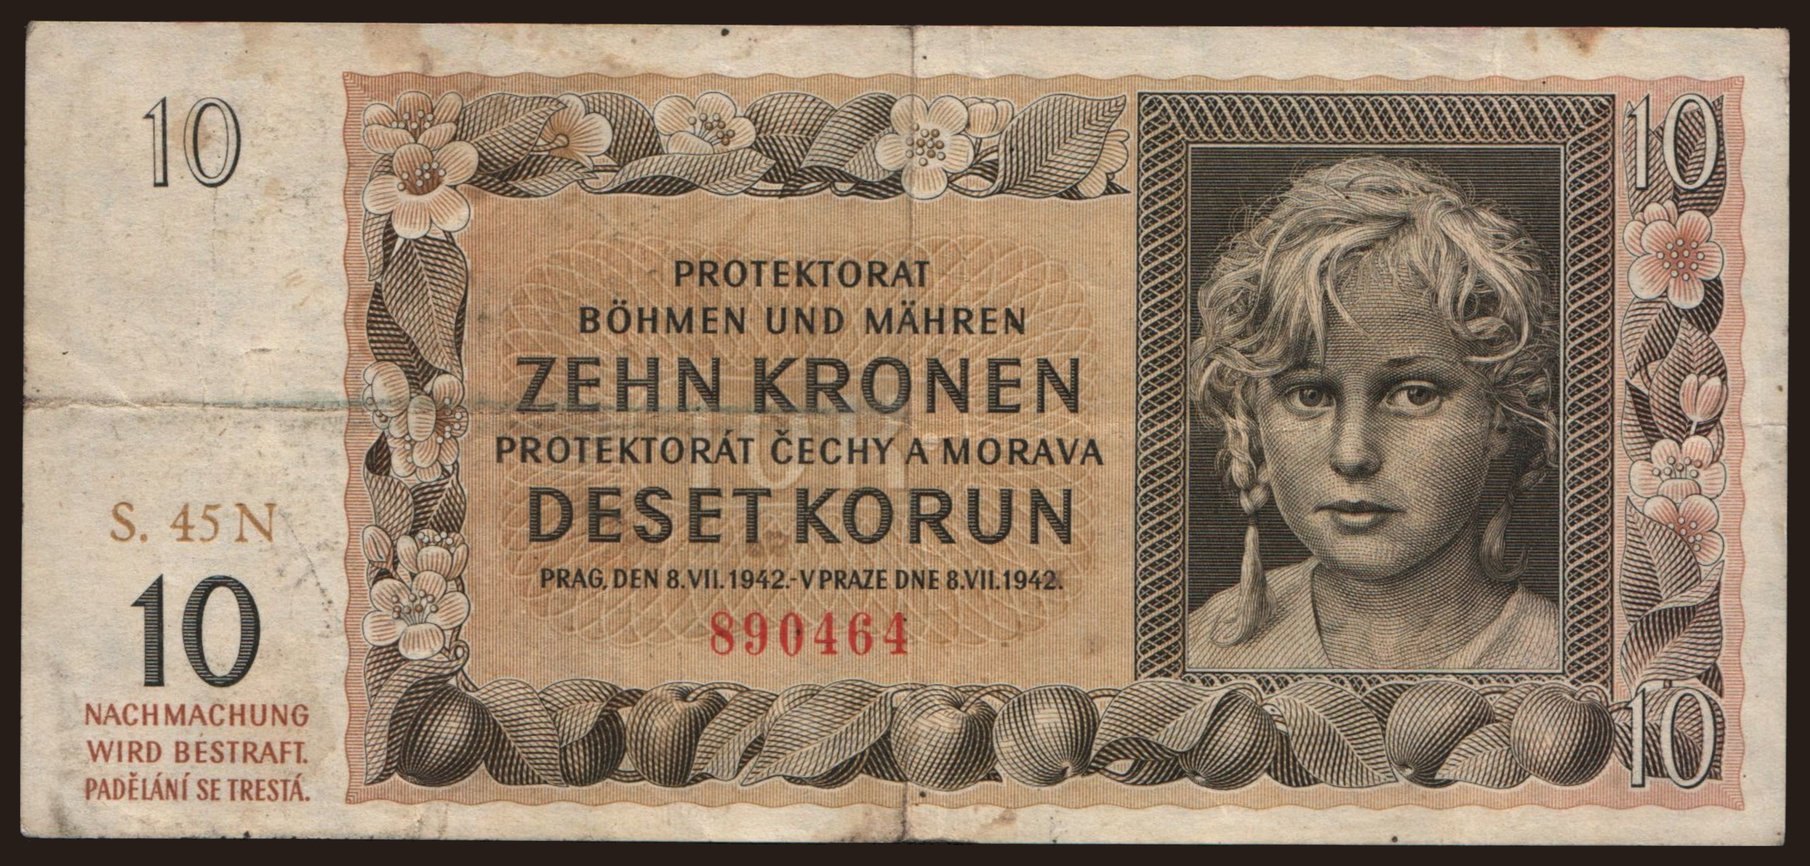 10
10
PROTEKTORAT
BÖHMEN UND MÄHREN
ZEHN KRONEN
PROTEKTORÁT ČECHY A MORAVA
DESET KORUN
PRAG, DEN 8.VII.1942.-V PRAZE DNE 8.VII.1942.
890464
S. 45 N
10
NACHMACHUNG
WIRD BESTRAFT.
PADĚLÁNÍ SE TRESTÁ.
10